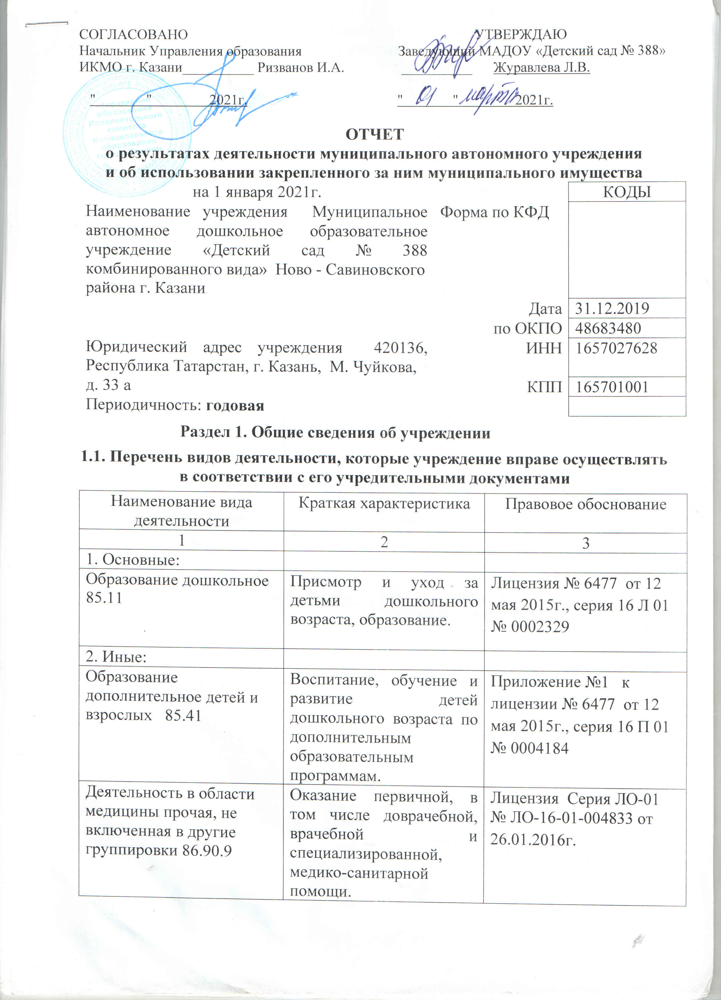 СОГЛАСОВАНО
Начальник Управления образования
ИКМО г. Казани__________ Ризванов И.А.
"        "        2021г.
УТВЕРЖДАЮ
Заведующий МАДОУ «Детский сад № 388»
__________ Журавлева Л.В.
" 01 " марта 2021г.
Управление
образования
Исполнительного
комитета
муниципального
образования
ОТЧЕТ
о результатах деятельности муниципального автономного учреждения
и об использовании закрепленного за ним муниципального имущества
на 1 января 2021г.
КОДЫ
Наименование учреждения Муниципальное
автономное дошкольное образовательное
учреждение «Детский сад № 388
комбинированного вида» Ново - Савиновского
района г. Казани
Форма по КФД
Дата 31.12.2019
по ОКПО 48683480
Юридический адрес учреждения 420136,
Республика Татарстан, г. Казань, М. Чуйкова,
д. 33 а
ИНН 1657027628
КПП 165701001
Периодичность: годовая
Раздел 1. Общие сведения об учреждении
1.1. Перечень видов деятельности, которые учреждение вправе осуществлять
в соответствии с его учредительными документами
Наименование вида
деятельности
Краткая характеристика
Правовое обоснование
1
2
3
1. Основные:
Образование дошкольное
85.11
Присмотр и уход за
детьми дошкольного
возраста, образование.
Лицензия № 6477 от 12
мая 2015г., серия 16 Л 01
№ 0002329
2. Иные:
Образование
дополнительное детей и
взрослых 85.41
Воспитание, обучение и
развитие детей
дошкольного возраста по
дополнительным
образовательным
программам.
Приложение №1 к
лицензии № 6477 от 12
мая 2015г., серия 16 П 01
№ 0004184
Деятельность в области
медицины прочая, не
включенная в другие
группировки 86.90.9
Оказание первичной, в
том числе доврачебной,
врачебной и
специализированной,
медико-санитарной
помощи.
Лицензия Серия ЛО-01
№ ЛО-16-01-004833 от
26.01.2016г.